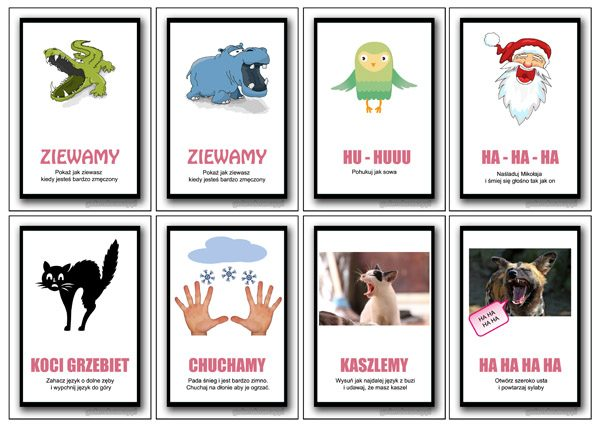 ZIEWAMY
Pokaż jak ziewasz
kiedy jesteś bardzo zmęczony
ZIEWAMY
Pokaż jak ziewasz
kiedy jesteś bardzo zmęczony
HU - HUUU
Pohukuj jak sowa
HA - HA - HA
Naśladuj Mikołaja
i śmiej się głośno tak jak on
KOCI GRZEBIET
Zahacz język o dolne zęby
i wypchnij język do góry
CHUCHAMY
Pada śnieg i jest bardzo zimno.
Chuchaj na dłonie aby je ogrzać.
KASZLEMY
Wysuń jak najdalej język z buzi
i udawaj, że masz kaszel
HA HA
HA HA
HA HA HA HA
Otwórz szeroko usta
i powtarzaj sylaby